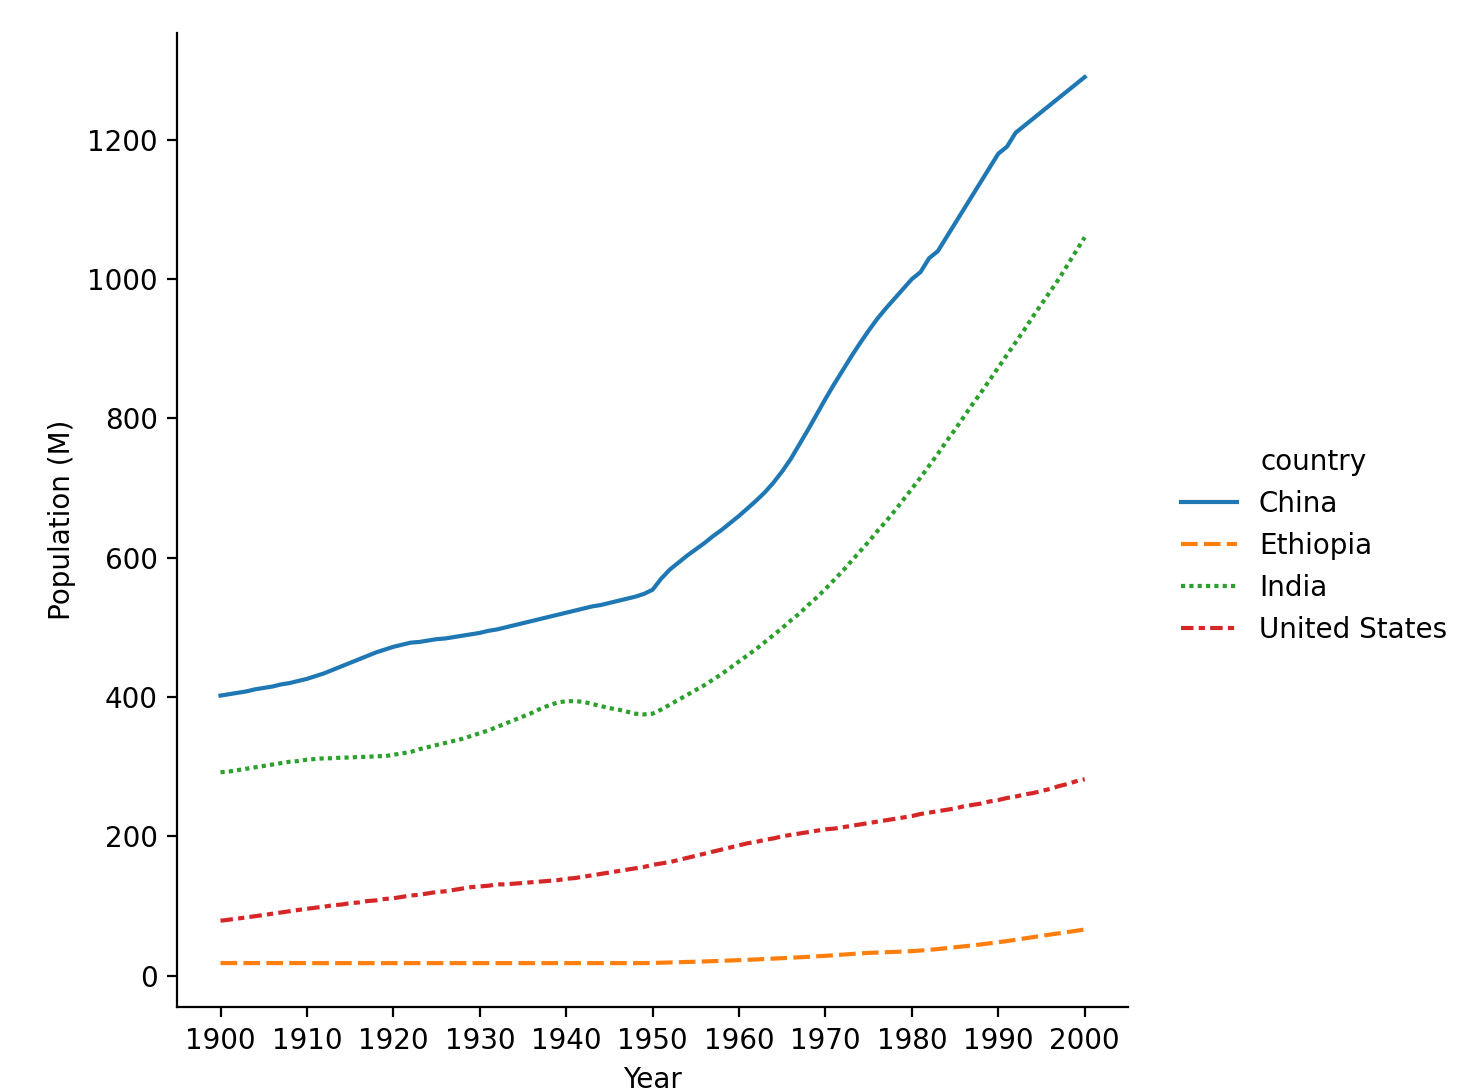 1200
1000
800
600
400
200
0
Population (M)
1900 1910 1920 1930 1940 1950 1960 1970 1980 1990 2000
Year
country
China
Ethiopia
India
United States